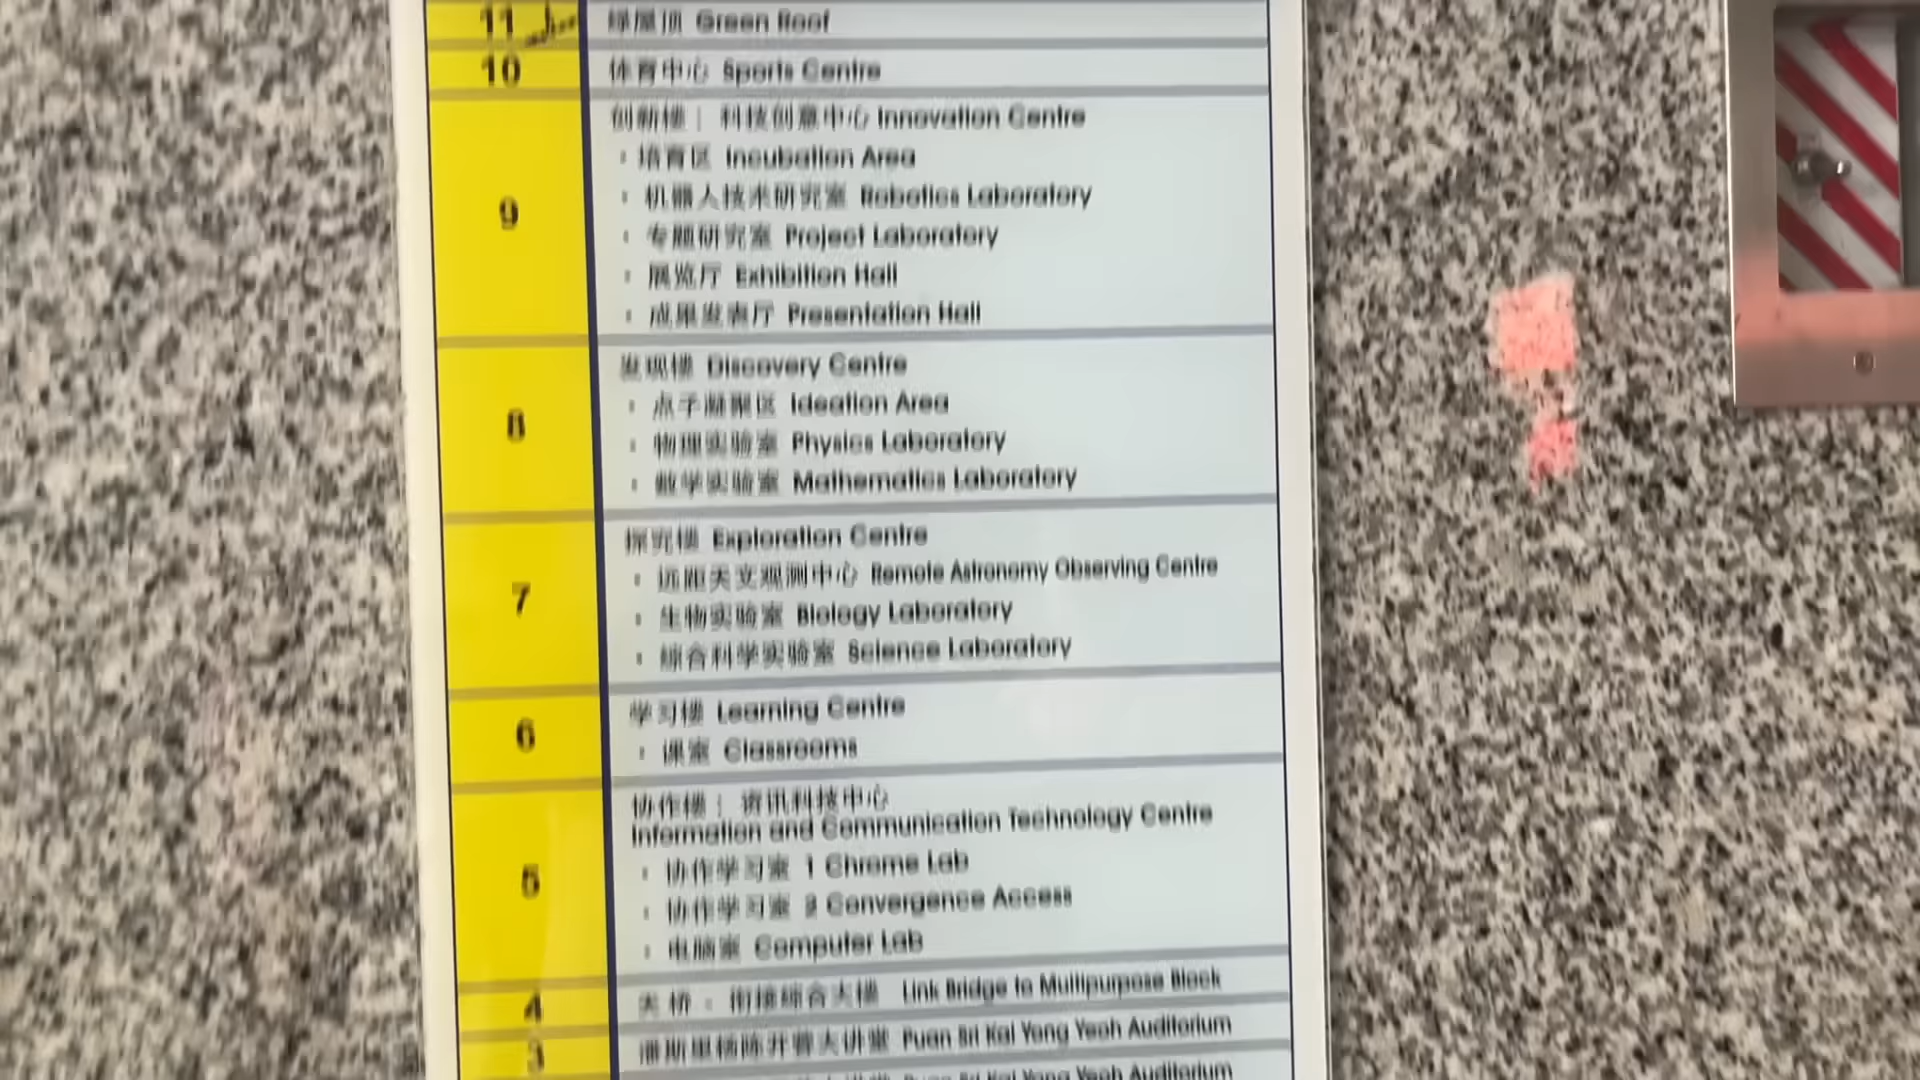 11 绿屋顶 Green Roof
10 体育中心 Sports Centre
9
创新楼 | 科技创意中心 Innovation Centre
培育区 Incubation Area
机器人技术研究室 Robotics Laboratory
专题研究室 Project Laboratory
展览厅 Exhibition Hall
成果发表厅 Presentation Hall
8
发现楼 Discovery Centre
点子凝聚区 Ideation Area
物理实验室 Physics Laboratory
数学实验室 Mathematics Laboratory
7
探究楼 Exploration Centre
远距天文观测中心 Remote Astronomy Observing Centre
生物实验室 Biology Laboratory
综合科学实验室 Science Laboratory
6
学习楼 Learning Centre
课室 Classrooms
5
协作楼 | 资讯科技中心
Information and Communication Technology Centre
协作学习室 1 Chrome Lab
协作学习室 2 Convergence Access
电脑室 Computer Lab
4 天桥 : 衔接综合大楼 Link Bridge to Multipurpose Block
3 潘斯里杨陈开蓉大讲堂 Puan Sri Kai Yong Yeoh Auditorium
Puan Sri Kai Yong Yeoh Auditorium